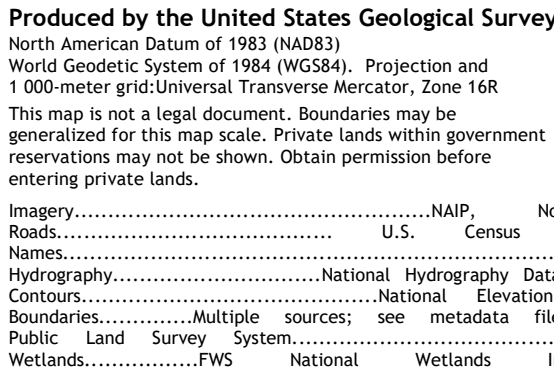 Produced by the United States Geological Survey
North American Datum of 1983 (NAD83)
World Geodetic System of 1984 (WGS84). Projection and
1 000-meter grid:Universal Transverse Mercator, Zone 16R
This map is not a legal document. Boundaries may be
generalized for this map scale. Private lands within government
reservations may not be shown. Obtain permission before
entering private lands.
Imagery....................................................NAIP,
Roads................................... U.S. Census
Names........................................................................
Hydrography..............................National Hydrography
Contours.............................................National Elevation
Boundaries..............Multiple sources; see metadata
Public Land Survey System.......................................
Wetlands.................FWS National Wetlands